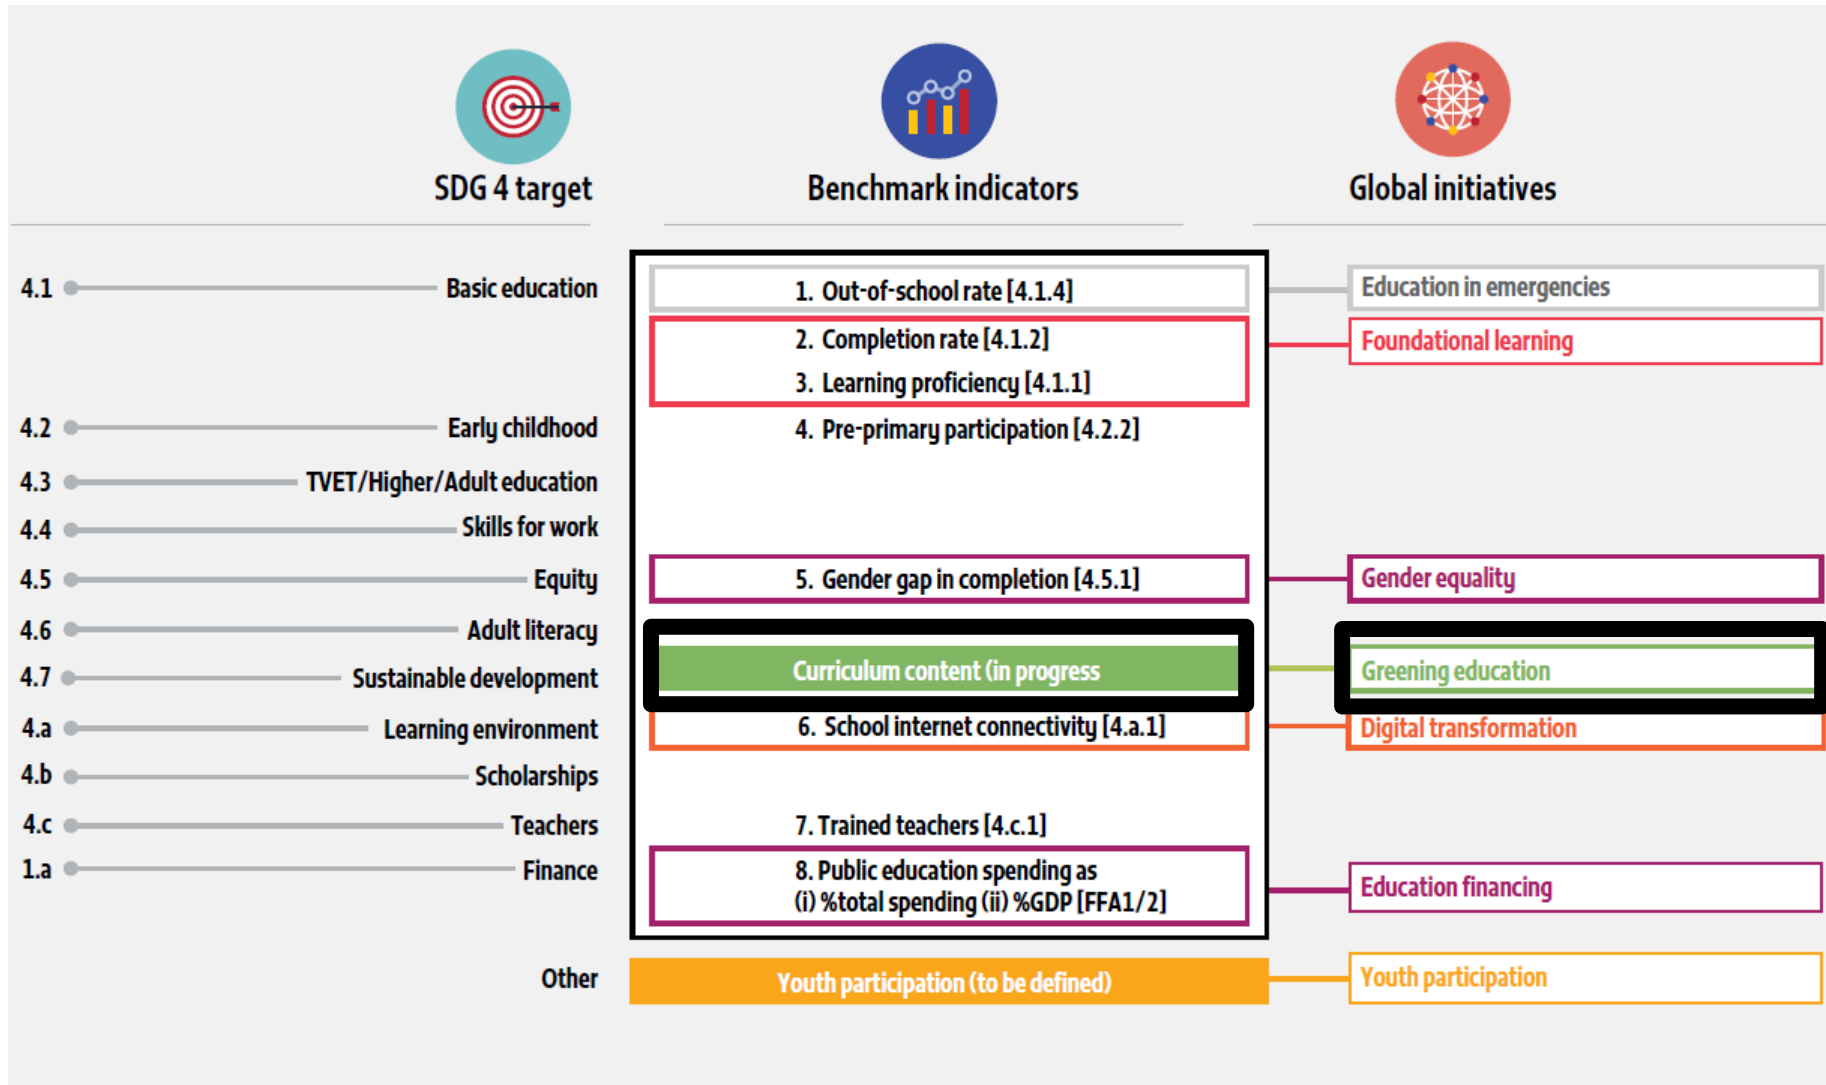 SDG 4 target
Benchmark indicators
Global initiatives
4.1 Basic education
1. Out-of-school rate [4.1.4]
Education in emergencies
2. Completion rate [4.1.2]
Foundational learning
3. Learning proficiency [4.1.1]
4.2 Early childhood
4. Pre-primary participation [4.2.2]
4.3 TVET/Higher/Adult education
4.4 Skills for work
4.5 Equity
5. Gender gap in completion [4.5.1]
Gender equality
4.6 Adult literacy
4.7 Sustainable development
Curriculum content (in progress
Greening education
4.a Learning environment
6. School internet connectivity [4.a.1]
Digital transformation
4.b Scholarships
4.c Teachers
7. Trained teachers [4.c.1]
1.a Finance
8. Public education spending as
(i) %total spending (ii) %GDP [FFA1/2]
Education financing
Other
Youth participation (to be defined)
Youth participation